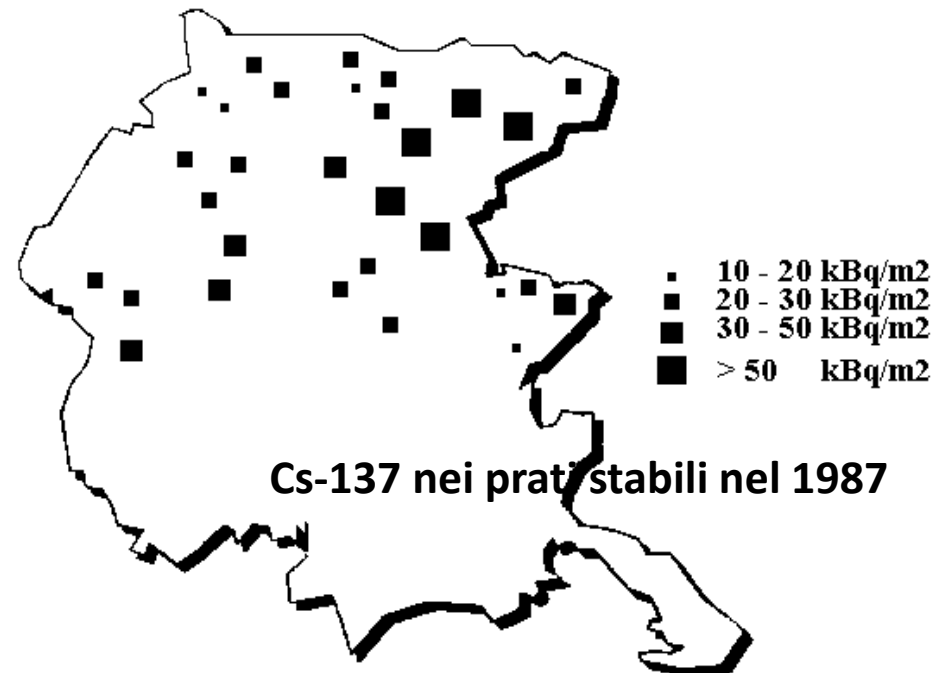 10 - 20 kBq/m2
20 - 30 kBq/m2
30 - 50 kBq/m2
> 50 kBq/m2
Cs-137 nei prati stabili nel 1987